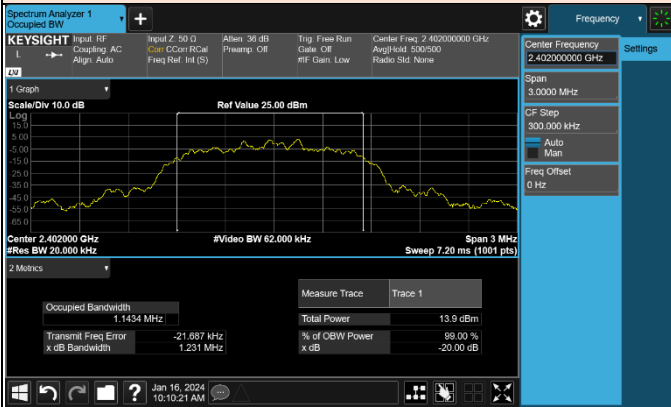 Spectrum Analyzer 1
Occupied BW
Frequency
KEYSIGHT
Input: RF
Coupling: AC
Align: Auto
Input Z: 50 Ω
Corr CCorr RCal
Freq Ref: Int (S)
Atten: 36 dB
Preamp: Off
Trig: Free Run
Gate: Off
#IF Gain: Low
Center Freq: 2.402000000 GHz
Avg|Hold: 500/500
Radio Std: None
L
LXI
Center Frequency
2.402000000 GHz
Settings
Span
3.0000 MHz
CF Step
300.000 kHz
Auto
Man
Freq Offset
0 Hz
1 Graph
Scale/Div 10.0 dB
Ref Value 25.00 dBm
Log
15.0
5.00
-5.00
-15.0
-25.0
-35.0
-45.0
-55.0
-65.0
Center 2.402000 GHz
#Video BW 62.000 kHz
Span 3 MHz
#Res BW 20.000 kHz
Sweep 7.20 ms (1001 pts)
2 Metrics
Measure Trace Trace 1
Occupied Bandwidth
1.1434 MHz
Total Power 13.9 dBm
Transmit Freq Error -21.687 kHz
% of OBW Power 99.00 %
x dB Bandwidth 1.231 MHz
x dB -20.00 dB
?
Jan 16, 2024
10:10:21 AM